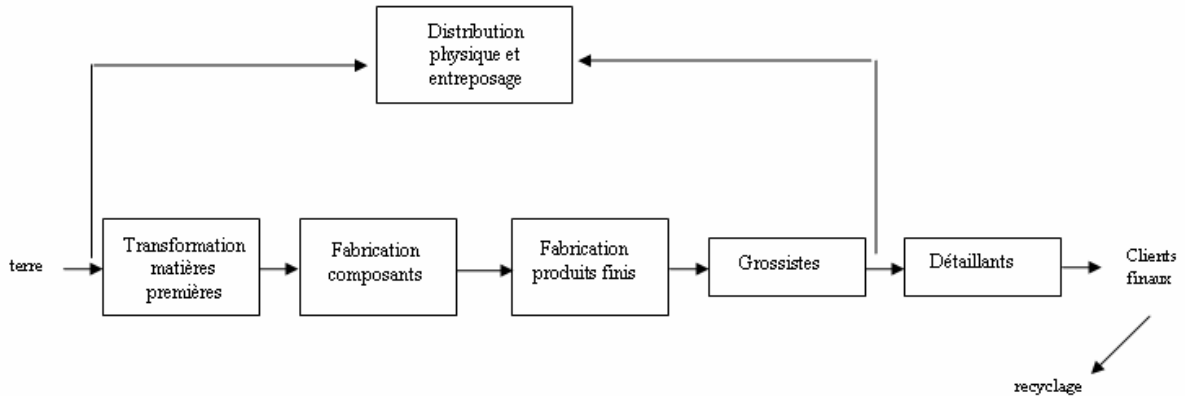 Distribution
physique et
entreposage
terre
Transformation
matières
premières
Fabrication
composants
Fabrication
produits finis
Grossistes
Détaillants
Clients
finaux
recyclage